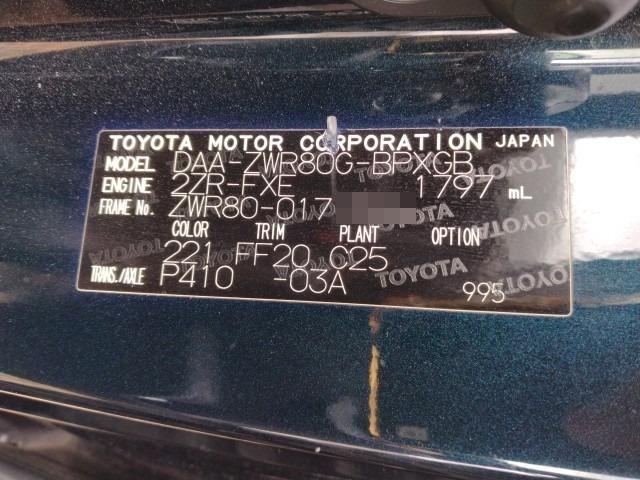 TOYOTA MOTOR CORPORATION JAPAN
MODEL DAA-ZWR80G-BPXGB
ENGINE 2ZR-FXE 1797 mL
FRAME No. ZWR80-017
COLOR TRIM PLANT OPTION
221 FF20 C25
TRANS./AXLE P410 -03A 995